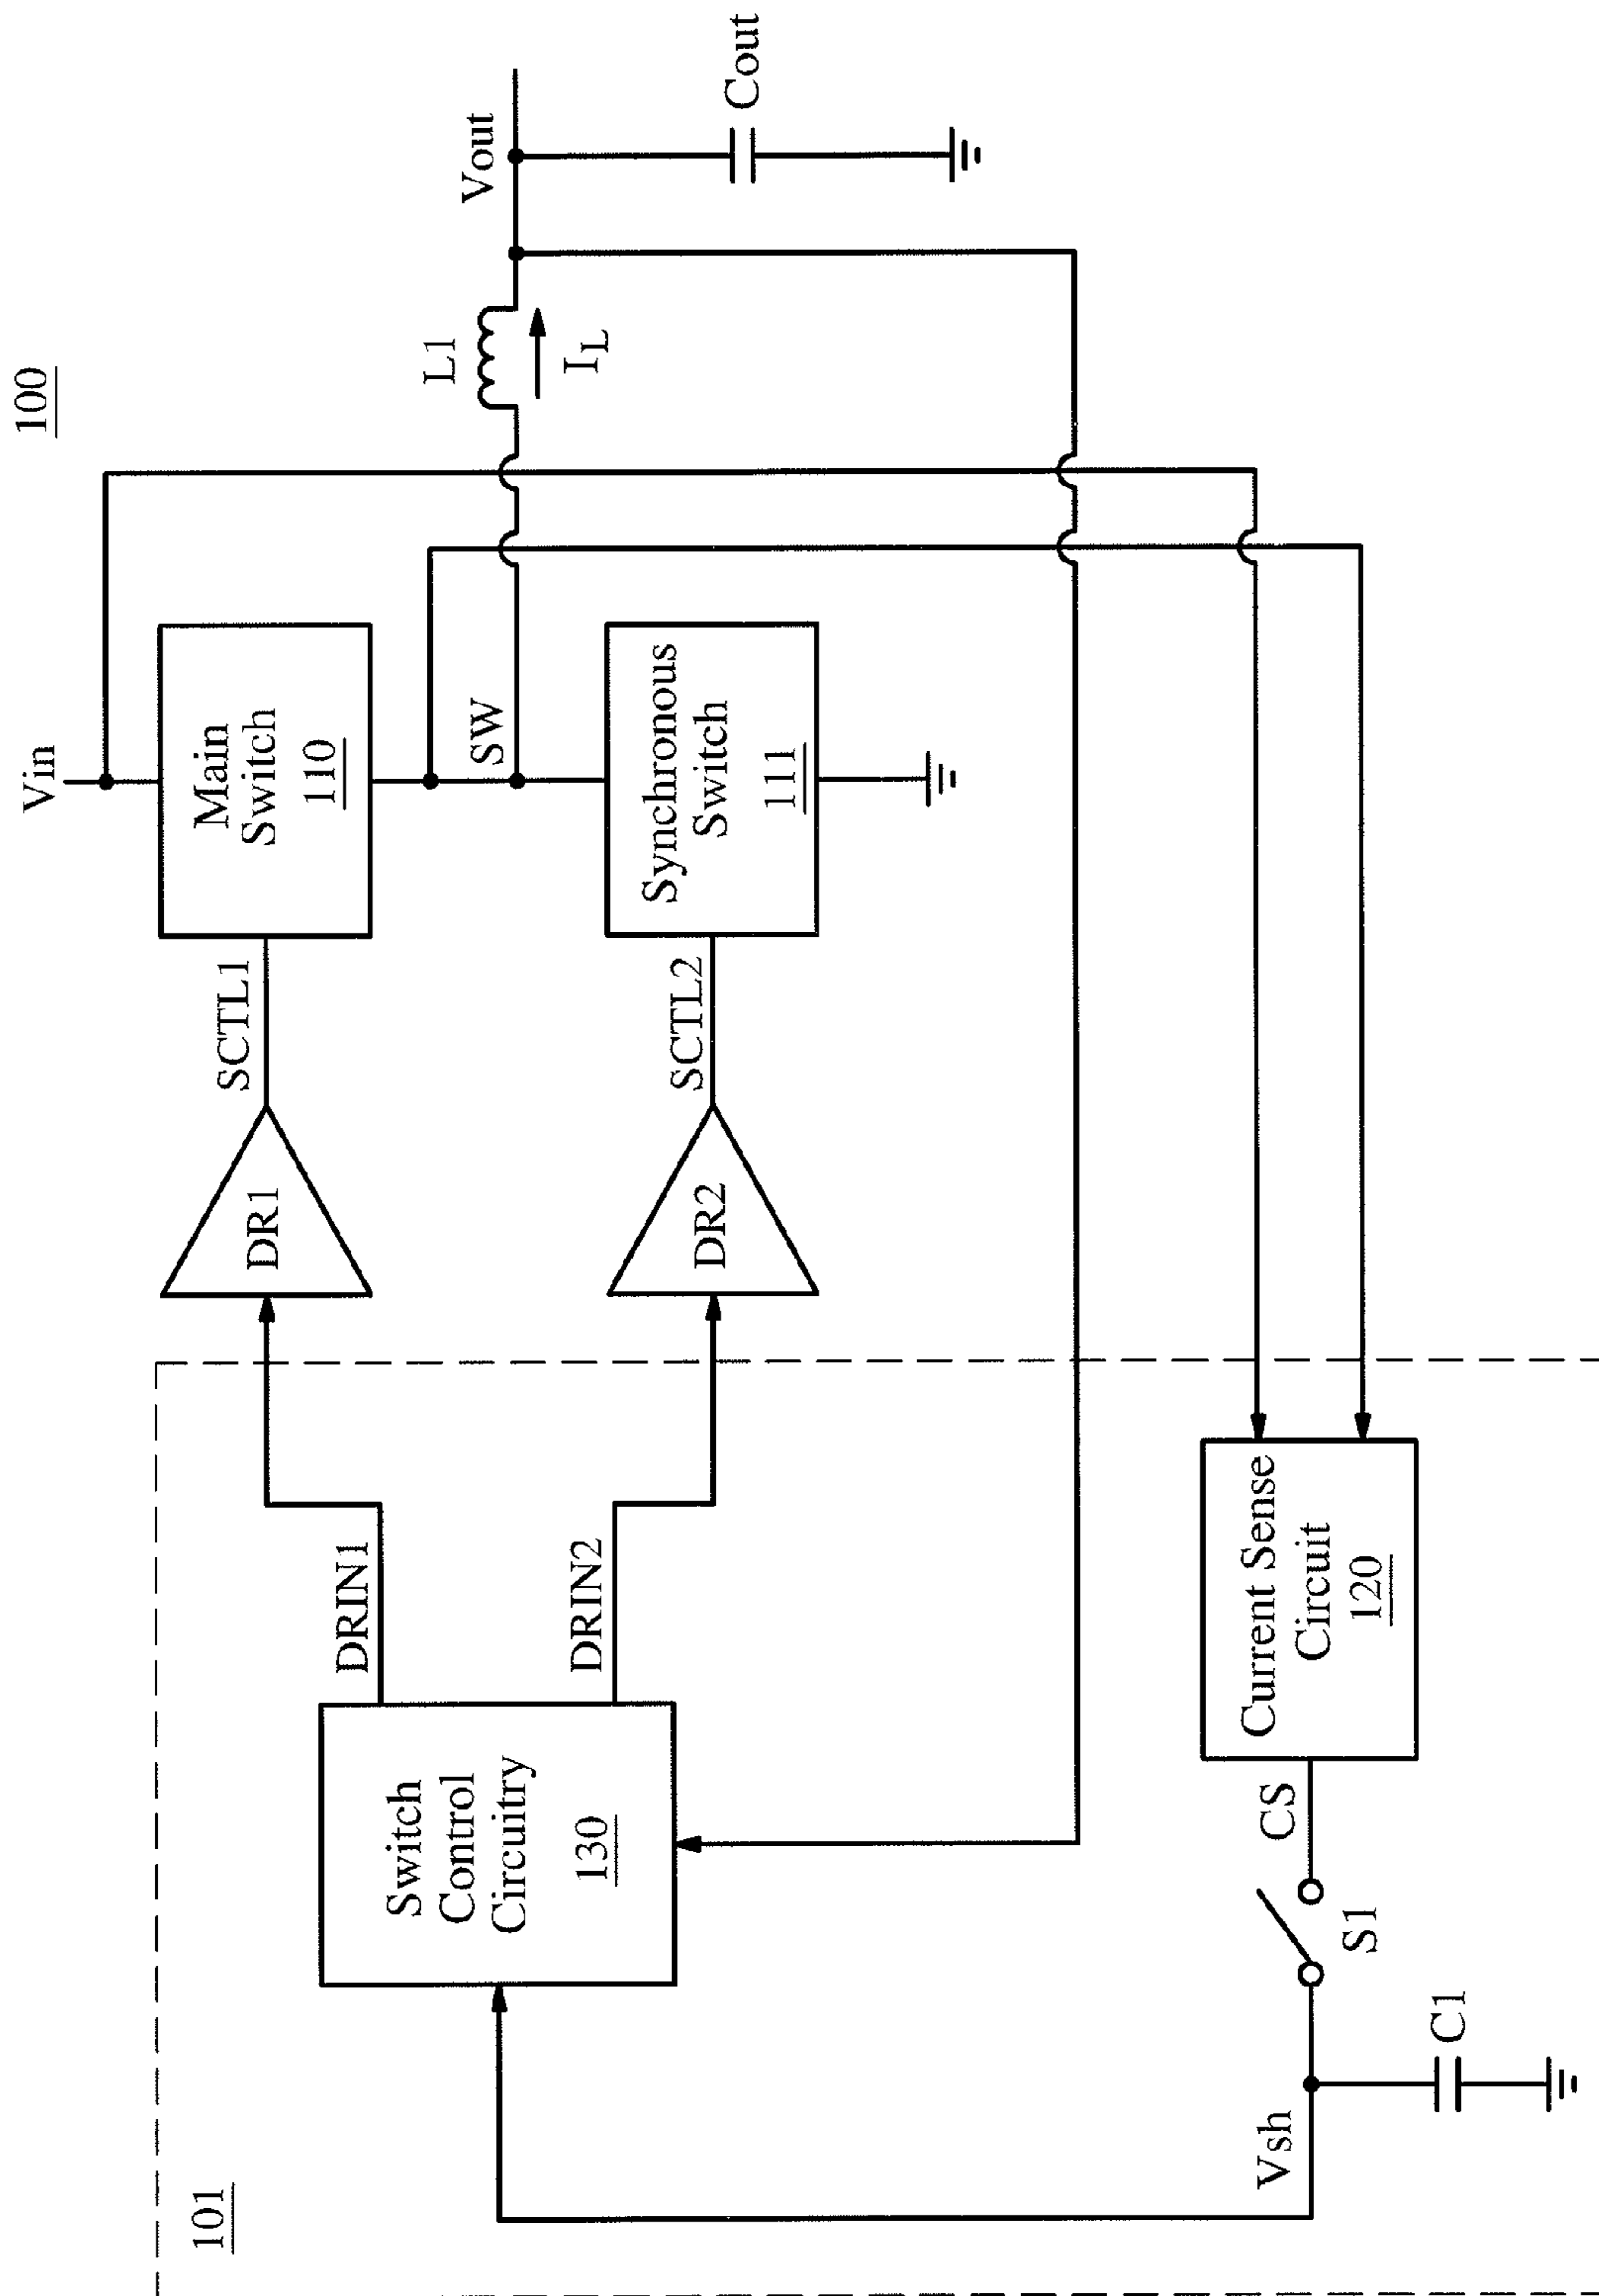 100
Vin
Main
Switch
110
SCTL1
DR1
DRIN1
SW
L1
I_L
Vout
Cout
Synchronous
Switch
111
SCTL2
DR2
DRIN2
Switch
Control
Circuitry
130
101
Current Sense
Circuit
120
CS
S1
Vsh
C1